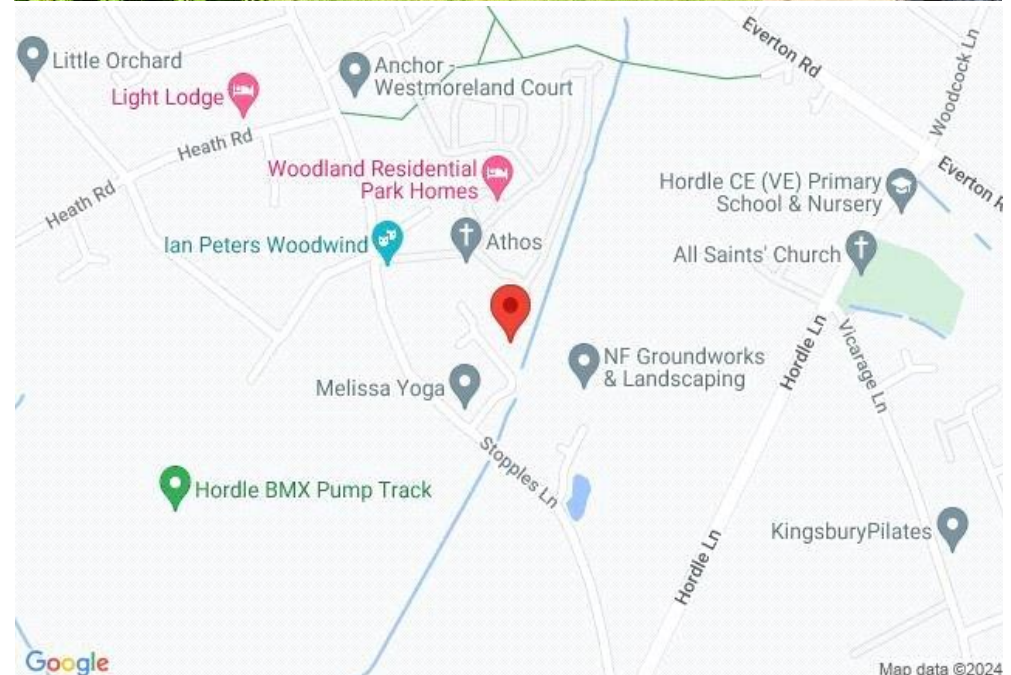 Everton Rd
Woodcock Ln
Little Orchard
Anchor -
Westmoreland Court
Light Lodge
Heath Rd
Woodland Residential
Park Homes
Hordle CE (VE) Primary
School & Nursery
Everton R
Heath Rd
Ian Peters Woodwind
Athos
All Saints' Church
Hordle Ln
Vicarage Ln
NF Groundworks
& Landscaping
Melissa Yoga
Stopples Ln
Hordle BMX Pump Track
KingsburyPilates
Hordle Ln
Google
Map data ©2024